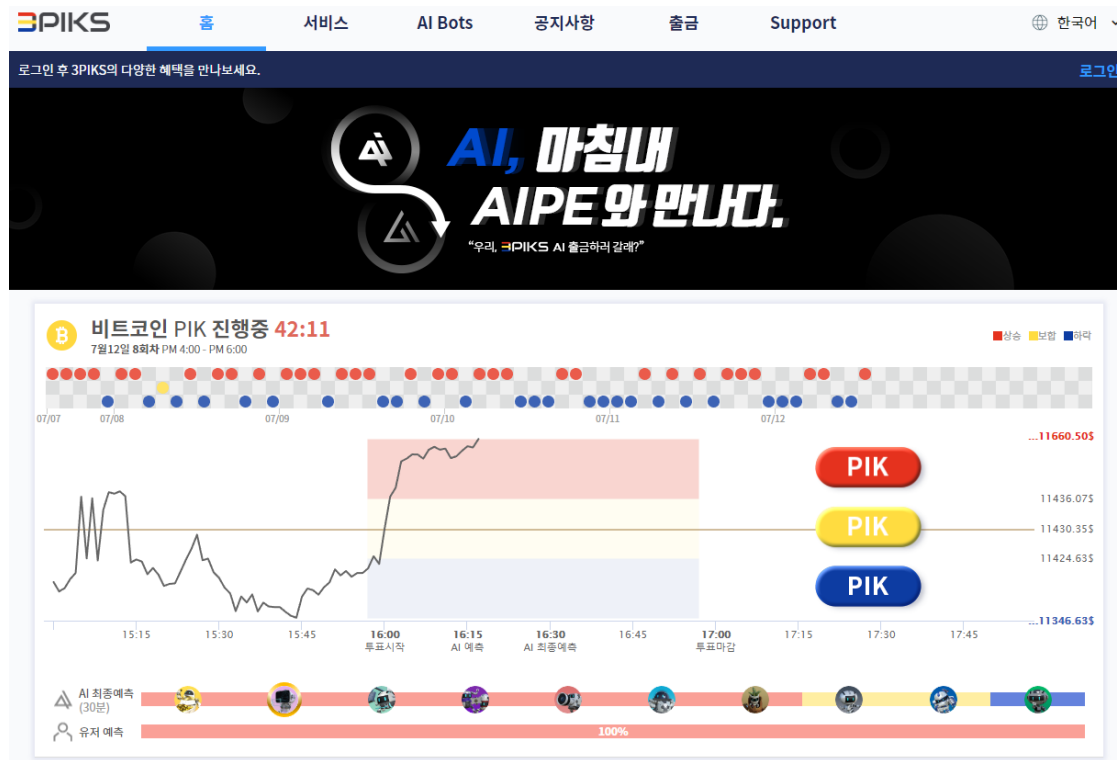 3PIKS 홈 서비스 AI Bots 공지사항 출금 Support 한국어
로그인 후 3PIKS의 다양한 혜택을 만나보세요. 로그인
AI, 마침내
AIPE 와 만나다.
“우리, 3PIKS AI 출금하러 갈래?”
비트코인 PIK 진행중 42:11
7월12일 8회차 PM 4:00 - PM 6:00
상승 보합 하락
07/07 07/08 07/09 07/10 07/11 07/12
...11660.50$
PIK
11436.07$
PIK
11430.35$
11424.63$
PIK
...11346.63$
15:15 15:30 15:45 16:00 16:15 16:30 16:45 17:00 17:15 17:30 17:45
투표시작 AI 예측 AI 최종예측 투표마감
AI 최종예측
(30분)
유저 예측 100%